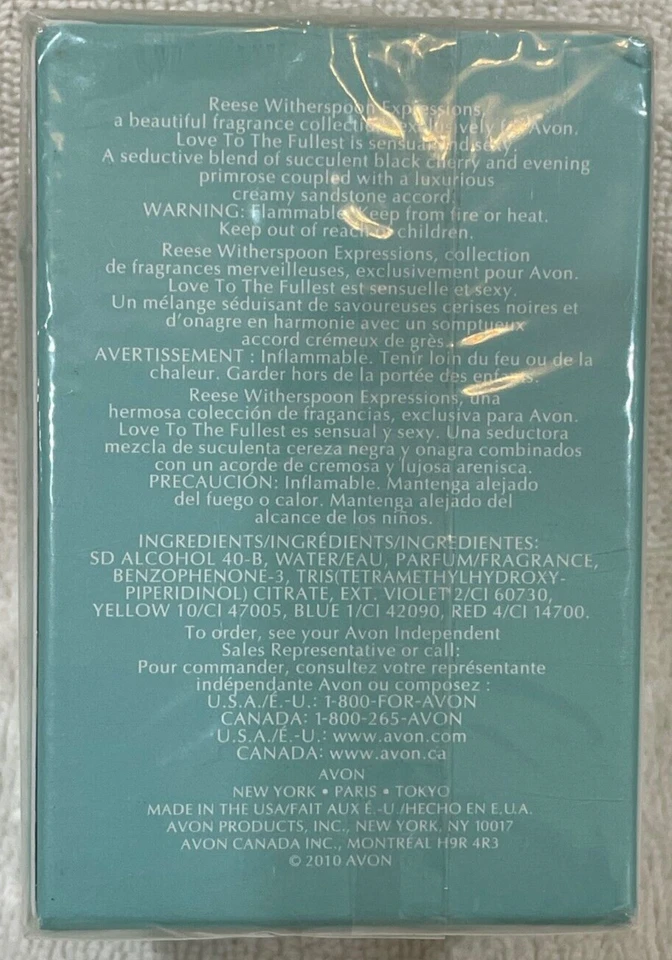 Reese Witherspoon Expressions,
a beautiful fragrance collection exclusively for Avon.
Love To The Fullest is sensual and sexy.
A seductive blend of succulent black cherry and evening
primrose coupled with a luxurious
creamy sandstone accord.
WARNING: Flammable. Keep from fire or heat.
Keep out of reach of children.
Reese Witherspoon Expressions, collection
de fragrances merveilleuses, exclusivement pour Avon.
Love To The Fullest est sensuelle et sexy.
Un mélange séduisant de savoureuses cerises noires et
d'onagre en harmonie avec un somptueux
accord crémeux de grès.
AVERTISSEMENT : Inflammable. Tenir loin du feu ou de la
chaleur. Garder hors de la portée des enfants.
Reese Witherspoon Expressions, una
hermosa colección de fragancias, exclusiva para Avon.
Love To The Fullest es sensual y sexy. Una seductora
mezcla de suculenta cereza negra y onagra combinados
con un acorde de cremosa y lujosa arenisca.
PRECAUCIÓN: Inflamable. Mantenga alejado
del fuego o calor. Mantenga alejado del
alcance de los niños.
INGREDIENTS/INGRÉDIENTS/INGREDIENTES:
SD ALCOHOL 40-B, WATER/EAU, PARFUM/FRAGRANCE,
BENZOPHENONE-3, TRIS(TETRAMETHYLHYDROXY-
PIPERIDINOL) CITRATE, EXT. VIOLET 2/CI 60730,
YELLOW 10/CI 47005, BLUE 1/CI 42090, RED 4/CI 14700.
To order, see your Avon Independent
Sales Representative or call:
Pour commander, consultez votre représentante
indépendante Avon ou composez :
U.S.A./É.-U.: 1-800-FOR-AVON
CANADA: 1-800-265-AVON
U.S.A./É.-U.: www.avon.com
CANADA: www.avon.ca
AVON
NEW YORK • PARIS • TOKYO
MADE IN THE USA/FAIT AUX É.-U./HECHO EN E.U.A.
AVON PRODUCTS, INC., NEW YORK, NY 10017
AVON CANADA INC., MONTRÉAL H9R 4R3
© 2010 AVON